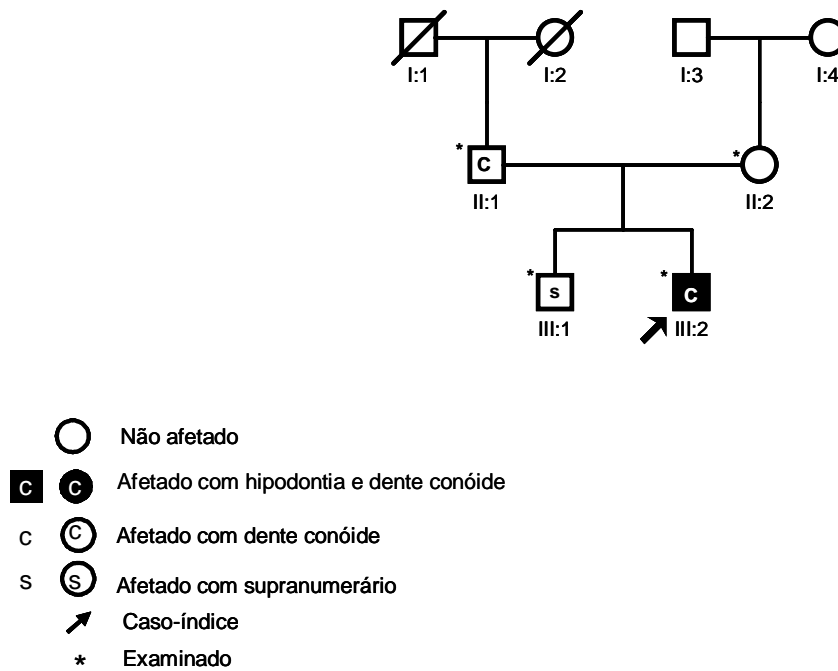 I:1 I:2 I:3 I:4
* C * 
II:1 II:2
* s * C
III:1 III:2
Não afetado
C C Afetado com hipodontia e dente conóide
C C Afetado com dente conóide
S S Afetado com supranumerário
Caso-índice
* Examinado